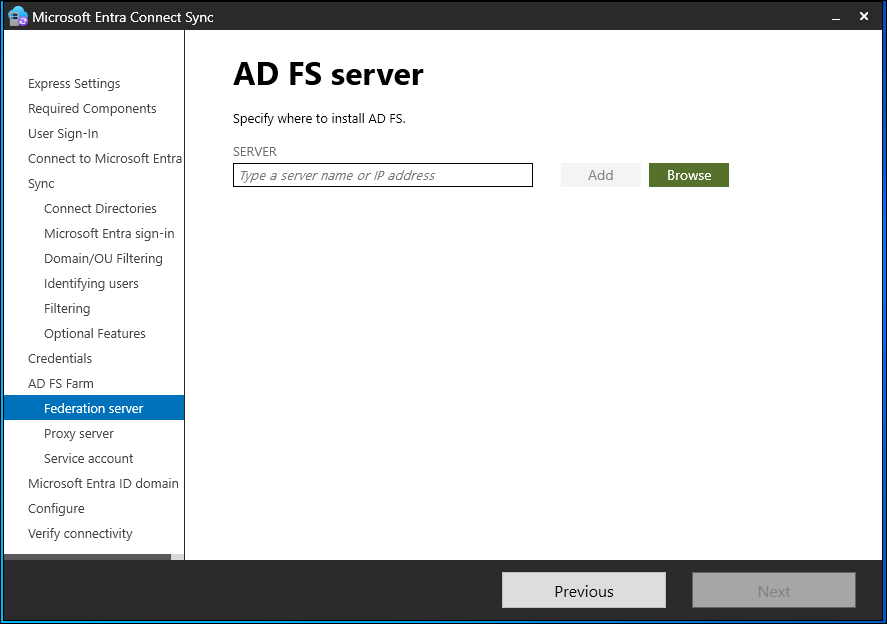 Microsoft Entra Connect Sync
Express Settings
Required Components
User Sign-In
Connect to Microsoft Entra
Sync
Connect Directories
Microsoft Entra sign-in
Domain/OU Filtering
Identifying users
Filtering
Optional Features
Credentials
AD FS Farm
Federation server
Proxy server
Service account
Microsoft Entra ID domain
Configure
Verify connectivity
AD FS server
Specify where to install AD FS.
SERVER
Type a server name or IP address
Add
Browse
Previous
Next